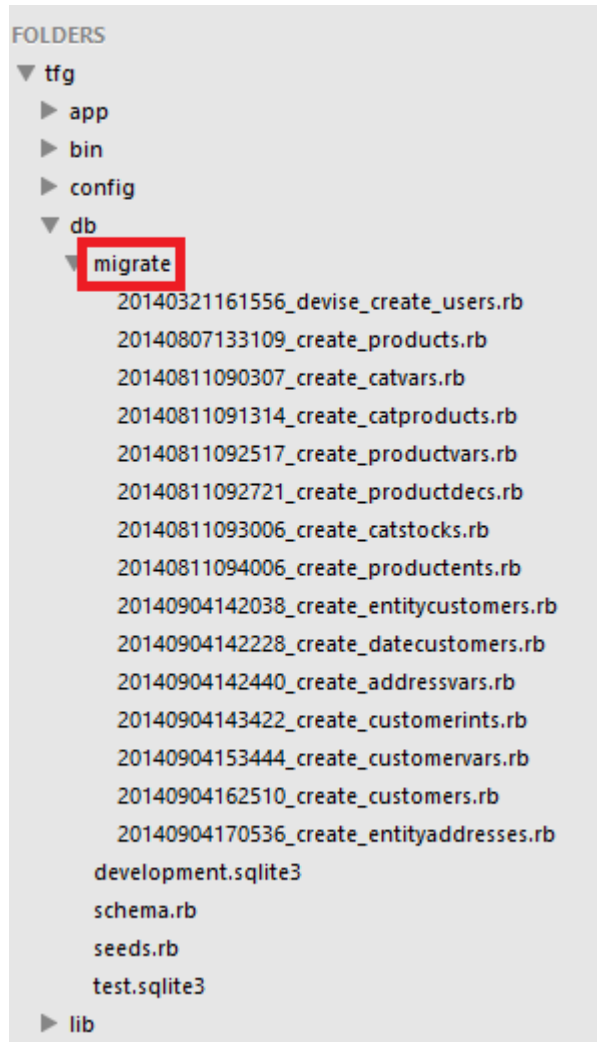 FOLDERS
tfg
app
bin
config
db
migrate
20140321161556_devise_create_users.rb
20140807133109_create_products.rb
20140811090307_create_catvars.rb
20140811091314_create_catproducts.rb
20140811092517_create_productvars.rb
20140811092721_create_productdecs.rb
20140811093006_create_catstocks.rb
20140811094006_create_productents.rb
20140904142038_create_entitycustomers.rb
20140904142228_create_datecustomers.rb
20140904142440_create_addressvars.rb
20140904143422_create_customerints.rb
20140904153444_create_customervars.rb
20140904162510_create_customers.rb
20140904170536_create_entityaddresses.rb
development.sqlite3
schema.rb
seeds.rb
test.sqlite3
lib